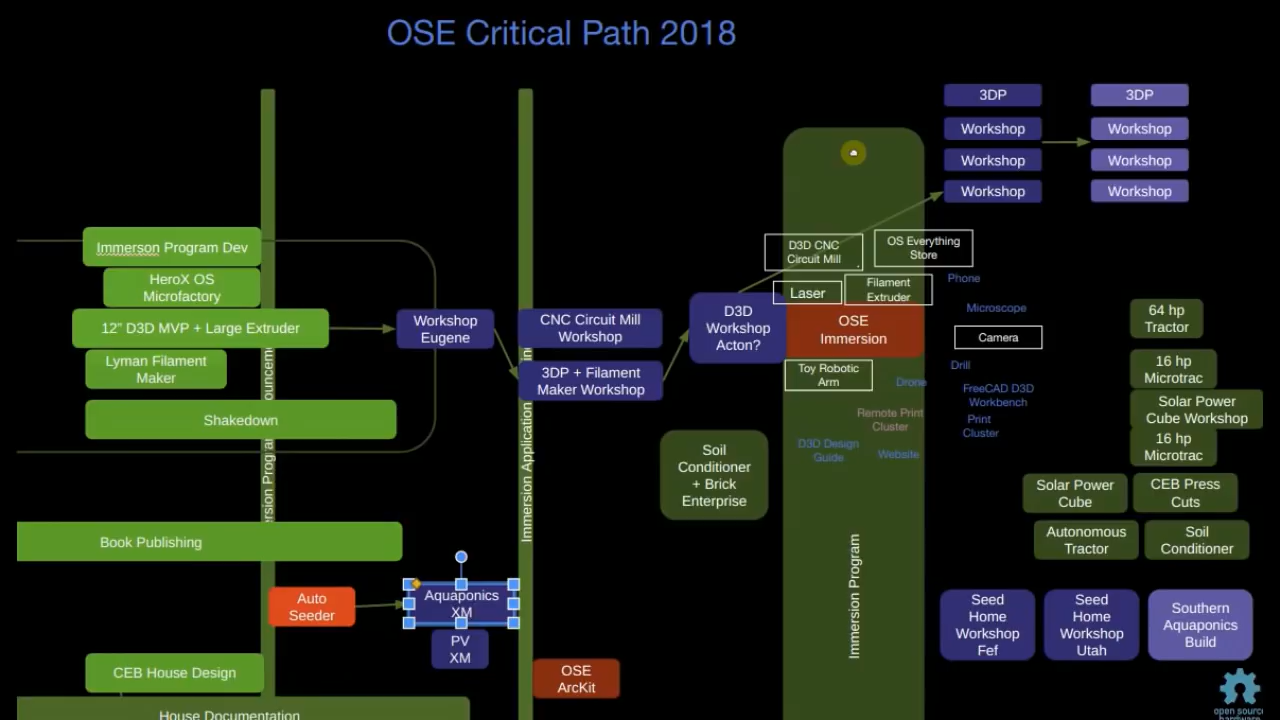 OSE Critical Path 2018
3DP
3DP
Workshop
Workshop
Workshop
Workshop
Workshop
Workshop
Immerson Program Dev
HeroX OS
Microfactory
12" D3D MVP + Large Extruder
Lyman Filament
Maker
Shakedown
Workshop
Eugene
CNC Circuit Mill
Workshop
3DP + Filament
Maker Workshop
D3D
Workshop
Acton?
D3D CNC
Circuit Mill
OS Everything
Store
Laser
Filament
Extruder
OSE
Immersion
Toy Robotic
Arm
Phone
Microscope
Camera
Drill
Drone
FreeCAD D3D
Workbench
Print
Cluster
Remote Print
Cluster
D3D Design
Guide
Website
64 hp
Tractor
16 hp
Microtrac
Solar Power
Cube Workshop
16 hp
Microtrac
Solar Power
Cube
CEB Press
Cuts
Autonomous
Tractor
Soil
Conditioner
Soil
Conditioner
+ Brick
Enterprise
Immersion Application
Immersion Program
Book Publishing
Auto
Seeder
Aquaponics
XM
PV
XM
OSE
ArcKit
CEB House Design
House Documentation
Seed
Home
Workshop
Fef
Seed
Home
Workshop
Utah
Southern
Aquaponics
Build
open source
hardware